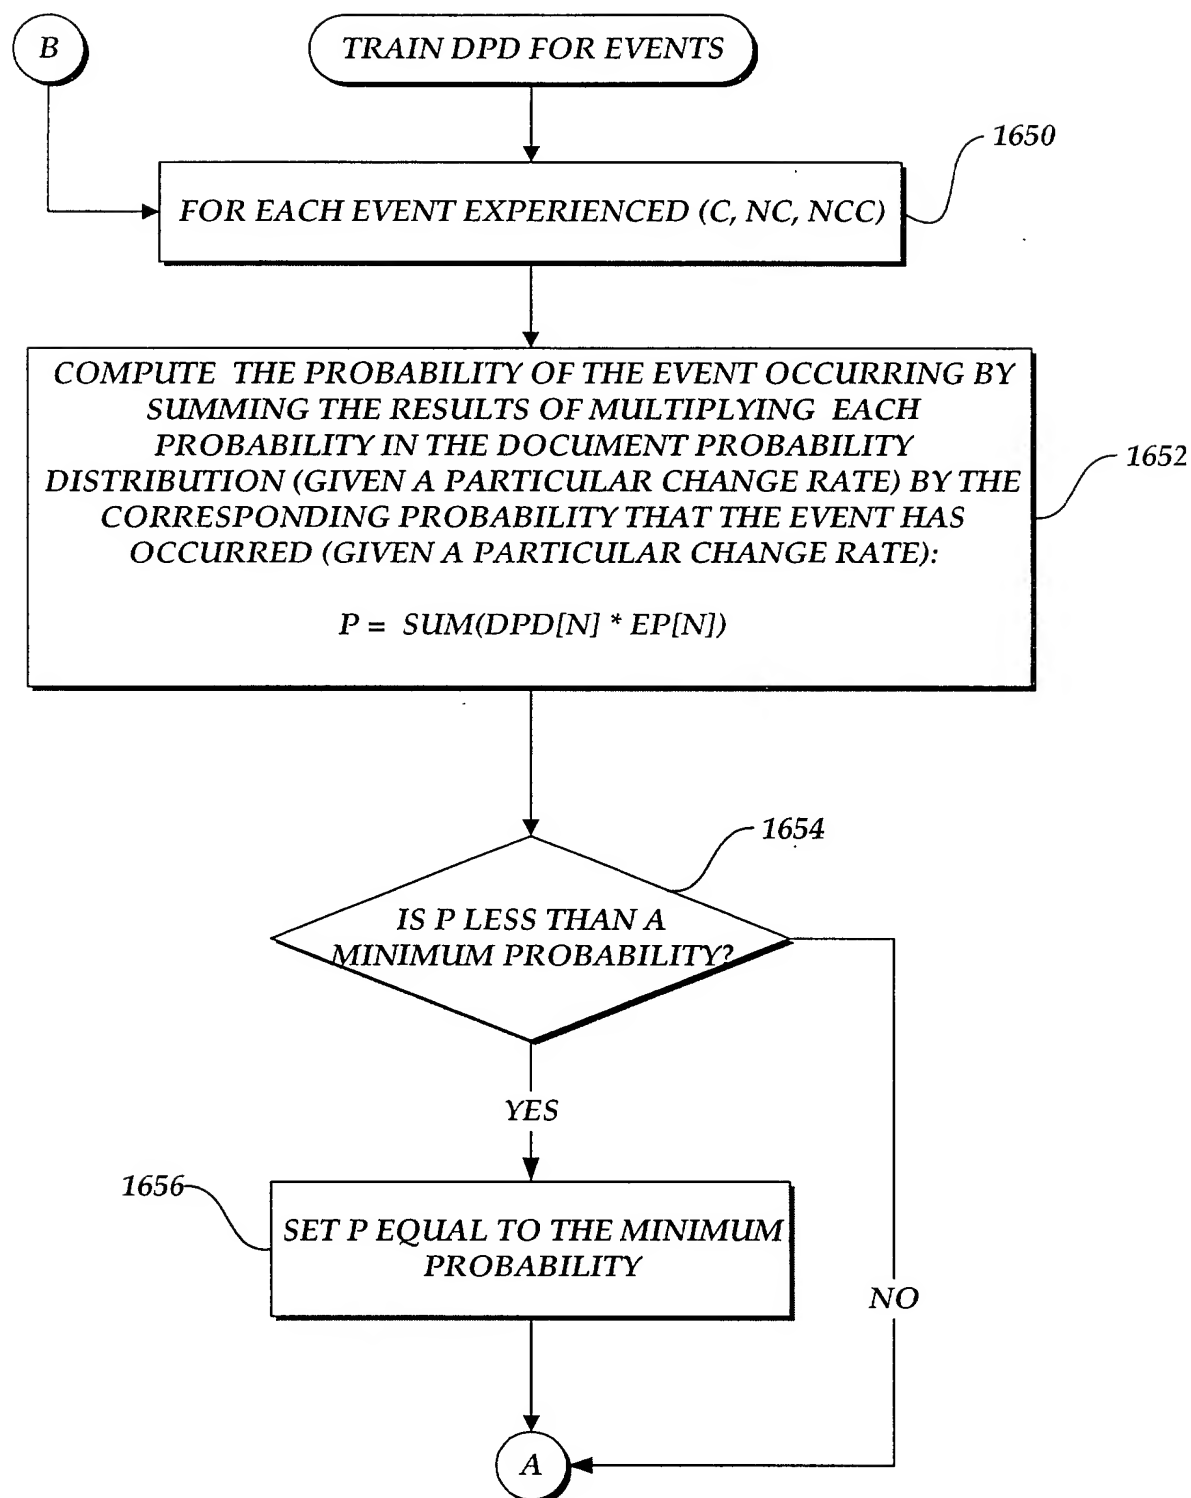 B
TRAIN DPD FOR EVENTS
1650
FOR EACH EVENT EXPERIENCED (C, NC, NCC)
COMPUTE THE PROBABILITY OF THE EVENT OCCURRING BY
SUMMING THE RESULTS OF MULTIPLYING EACH
PROBABILITY IN THE DOCUMENT PROBABILITY
DISTRIBUTION (GIVEN A PARTICULAR CHANGE RATE) BY THE
CORRESPONDING PROBABILITY THAT THE EVENT HAS
OCCURRED (GIVEN A PARTICULAR CHANGE RATE):
P = SUM(DPD[N] * EP[N])
1652
1654
IS P LESS THAN A
MINIMUM PROBABILITY?
YES
1656
SET P EQUAL TO THE MINIMUM
PROBABILITY
NO
A